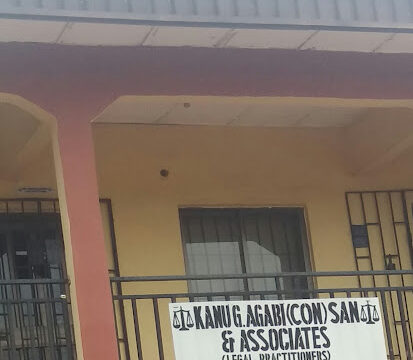 KANU G. AGABI (CON) SAN
& ASSOCIATES
(LEGAL PRACTITIONERS)